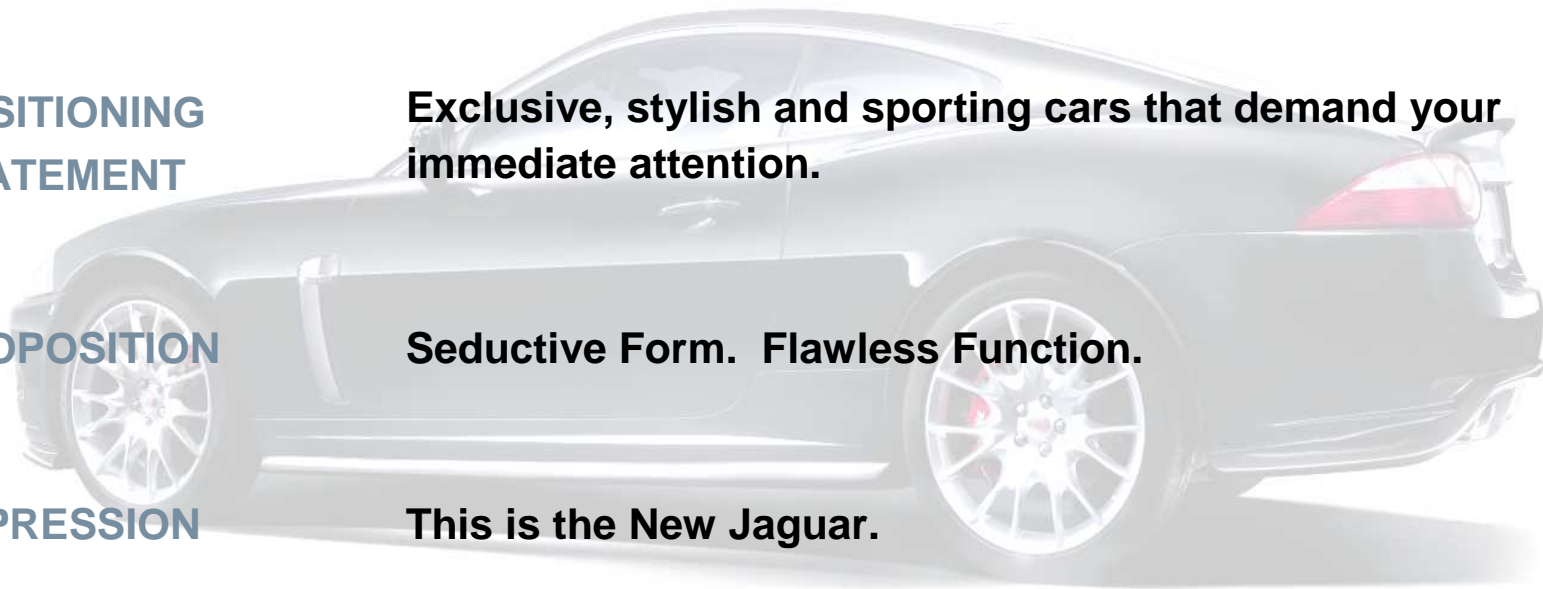 SITIONING
ATEMENT
Exclusive, stylish and sporting cars that demand your
immediate attention.
OPOSITION
Seductive Form.  Flawless Function.
PRESSION
This is the New Jaguar.